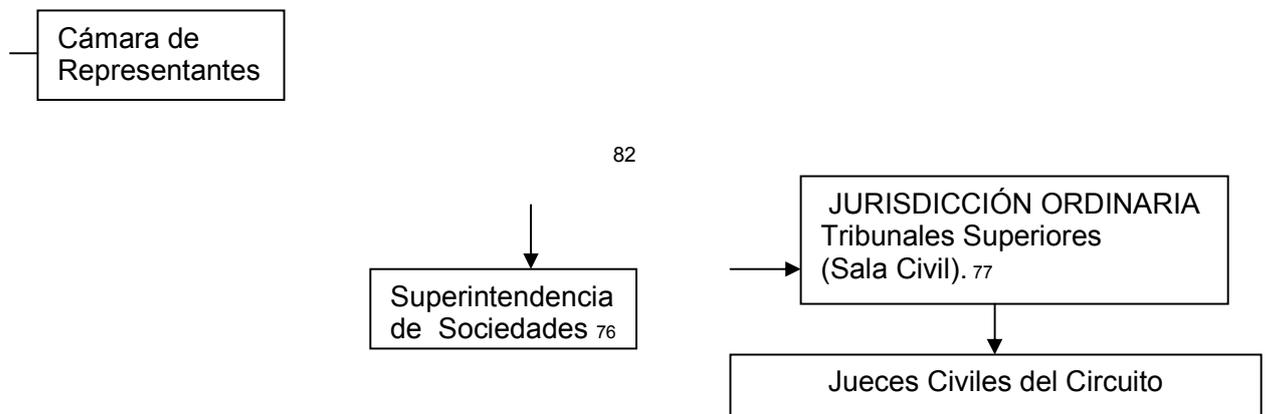 Cámara de
Representantes
82
JURISDICCIÓN ORDINARIA
Tribunales Superiores
(Sala Civil). 77
Superintendencia
de Sociedades 76
Jueces Civiles del Circuito